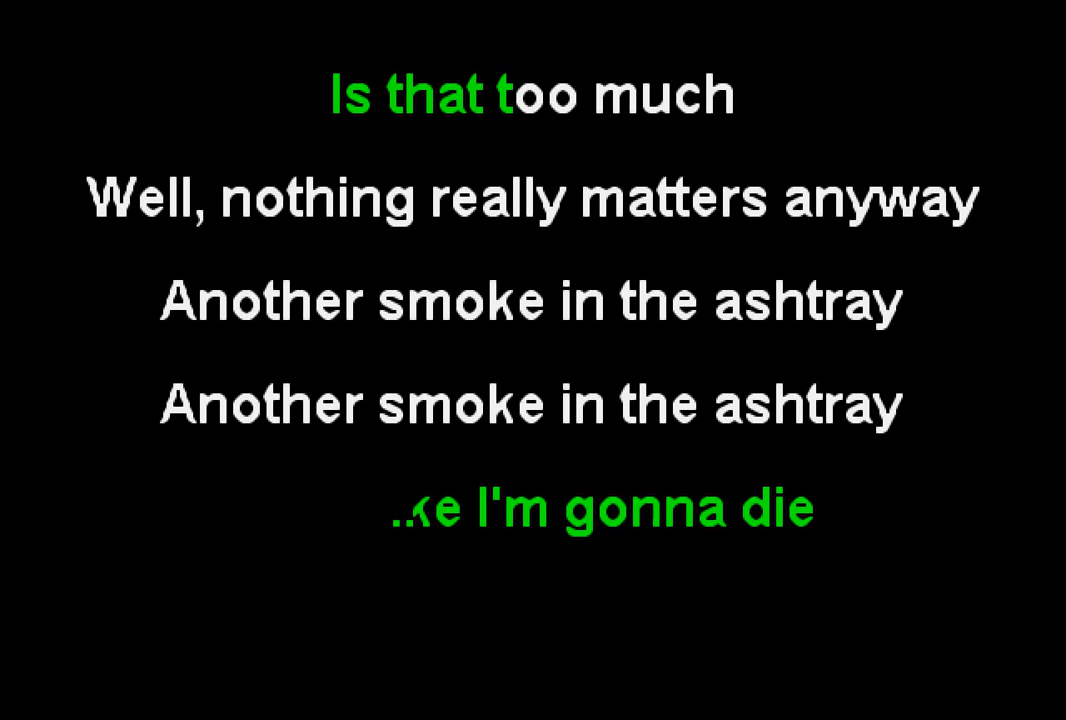 Is that too much
Well, nothing really matters anyway
Another smoke in the ashtray
Another smoke in the ashtray
I'm gonna die